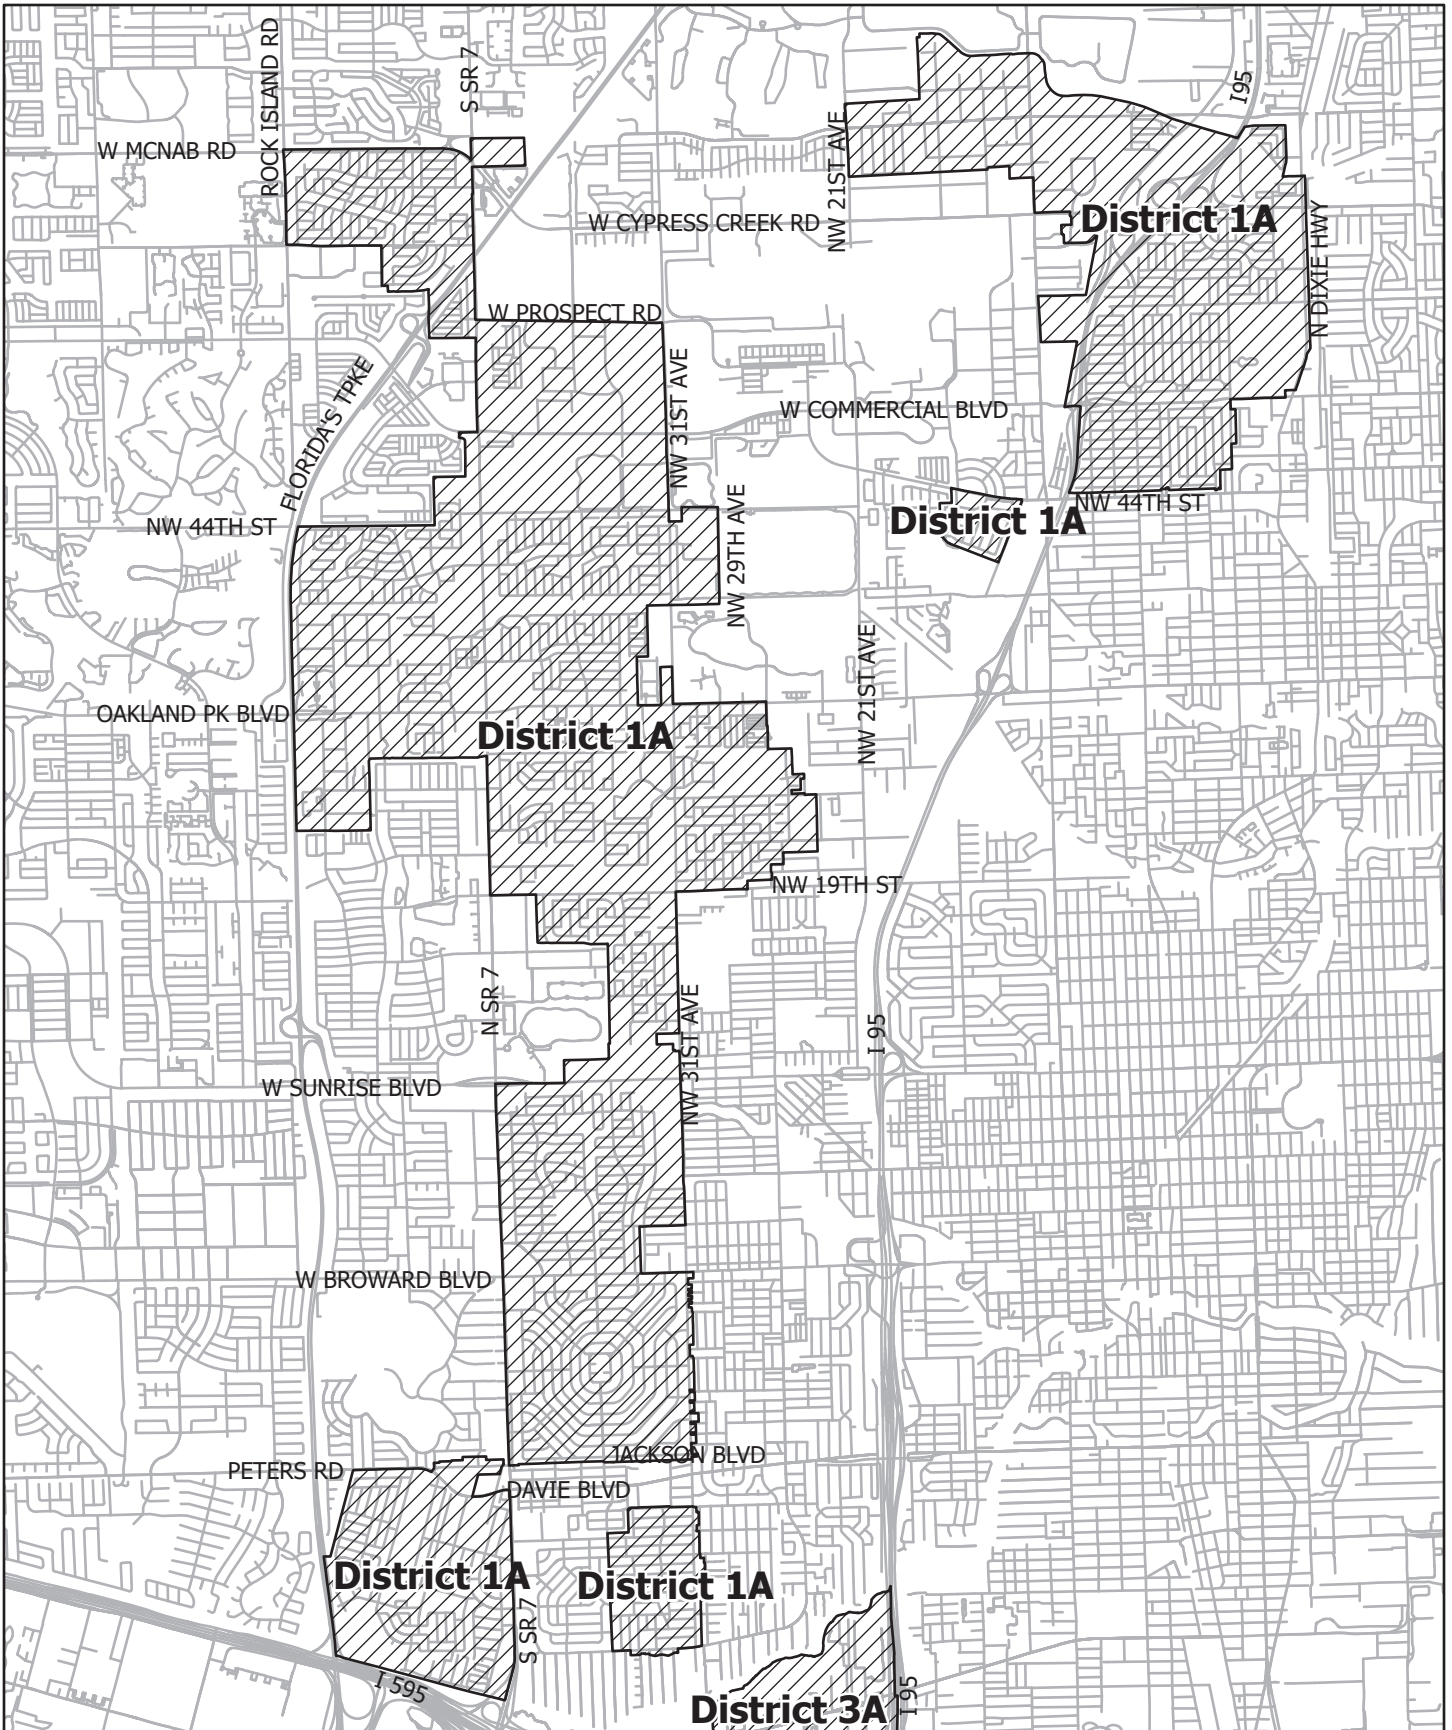 ROCK ISLAND RD
S SR 7
I95
W MCNAB RD
NW 21ST AVE
W CYPRESS CREEK RD
District 1A
N DIXIE HWY
W PROSPECT RD
NW 31ST AVE
FLORIDA'S TPKE
W COMMERCIAL BLVD
NW 44TH ST
NW 44TH ST
District 1A
NW 29TH AVE
NW 21ST AVE
OAKLAND PK BLVD
District 1A
NW 19TH ST
N SR 7
NW 31ST AVE
I 95
W SUNRISE BLVD
W BROWARD BLVD
JACKSON BLVD
PETERS RD
DAVIE BLVD
District 1A
District 1A
S SR 7
I 595
District 3A
I 95